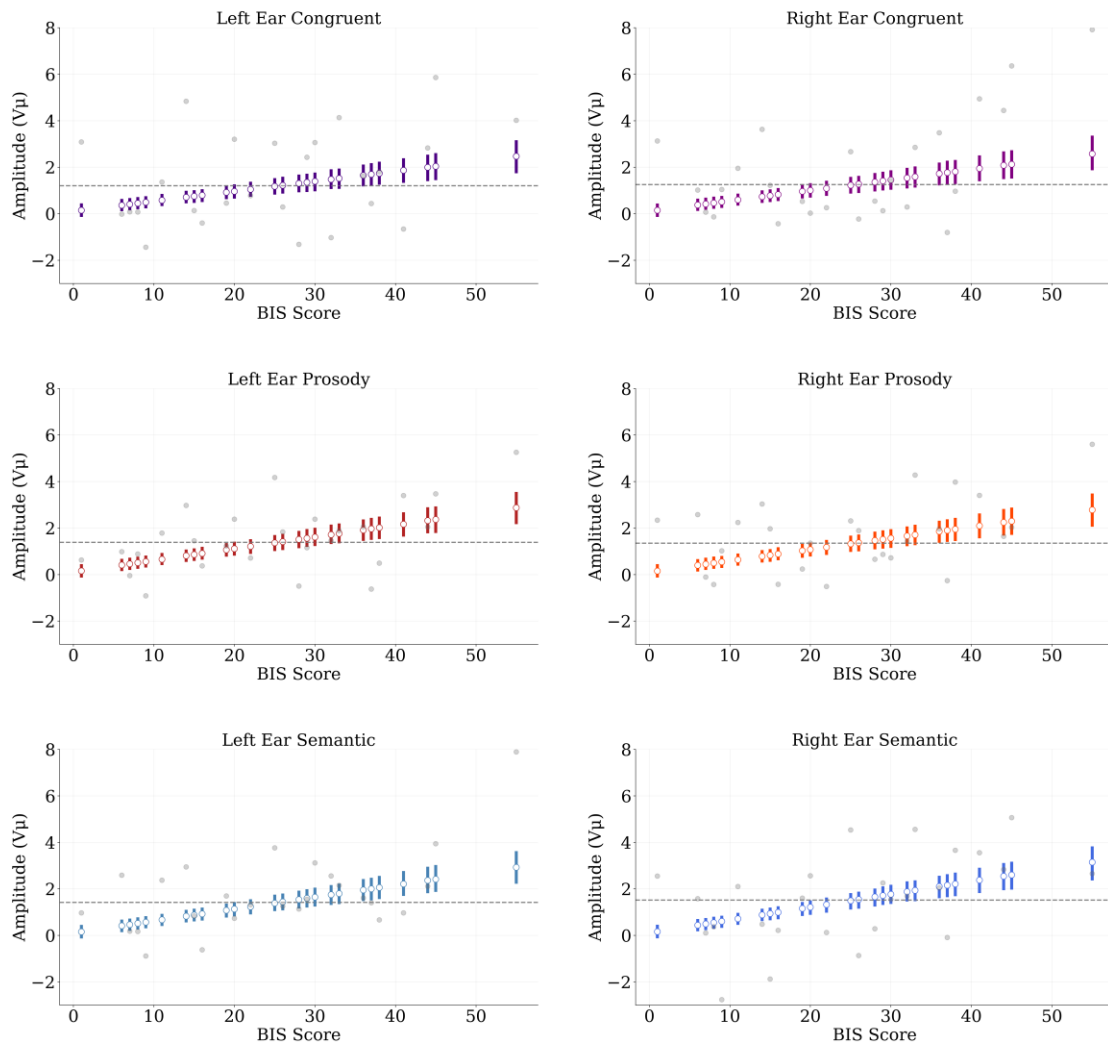 Left Ear Congruent
8
6
4
2
0
−2
Amplitude (Vμ)
0 10 20 30 40 50
BIS Score
Right Ear Congruent
8
6
4
2
0
−2
Amplitude (Vμ)
0 10 20 30 40 50
BIS Score
Left Ear Prosody
8
6
4
2
0
−2
Amplitude (Vμ)
0 10 20 30 40 50
BIS Score
Right Ear Prosody
8
6
4
2
0
−2
Amplitude (Vμ)
0 10 20 30 40 50
BIS Score
Left Ear Semantic
8
6
4
2
0
−2
Amplitude (Vμ)
0 10 20 30 40 50
BIS Score
Right Ear Semantic
8
6
4
2
0
−2
Amplitude (Vμ)
0 10 20 30 40 50
BIS Score